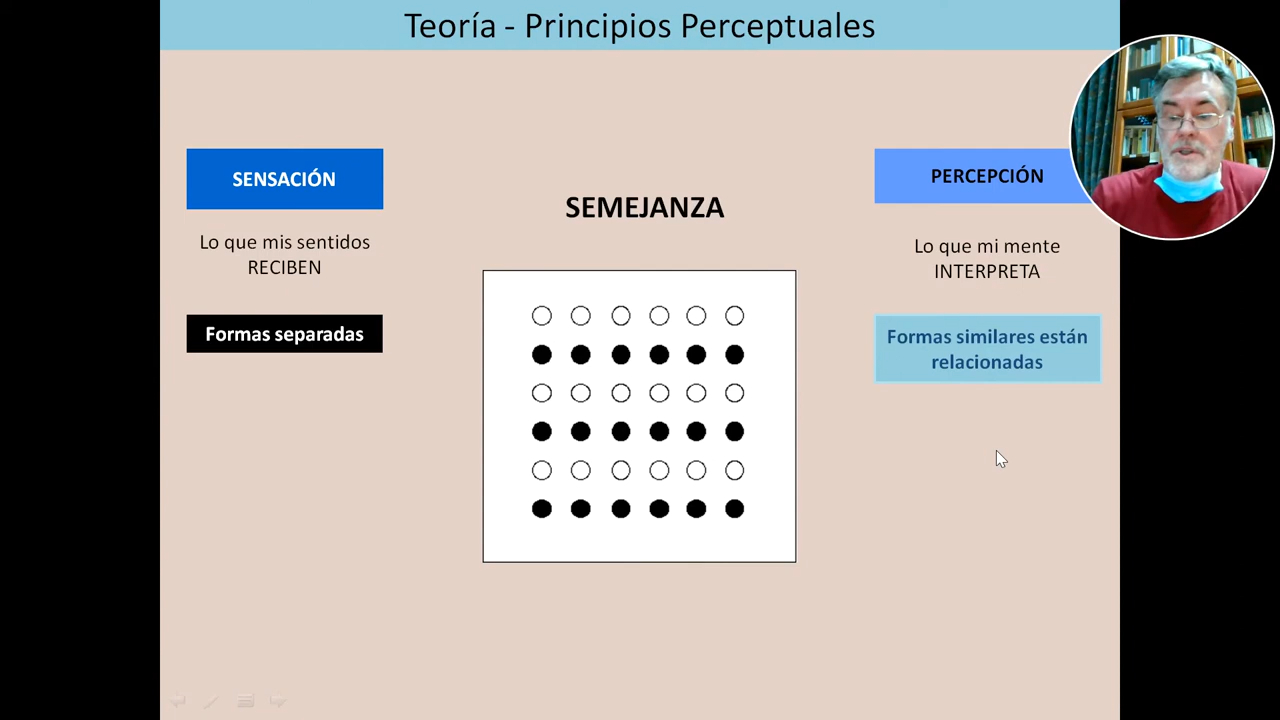 Teoría - Principios Perceptuales
SENSACIÓN
Lo que mis sentidos
RECIBEN
Formas separadas
SEMEJANZA
PERCEPCIÓN
Lo que mi mente
INTERPRETA
Formas similares están
relacionadas